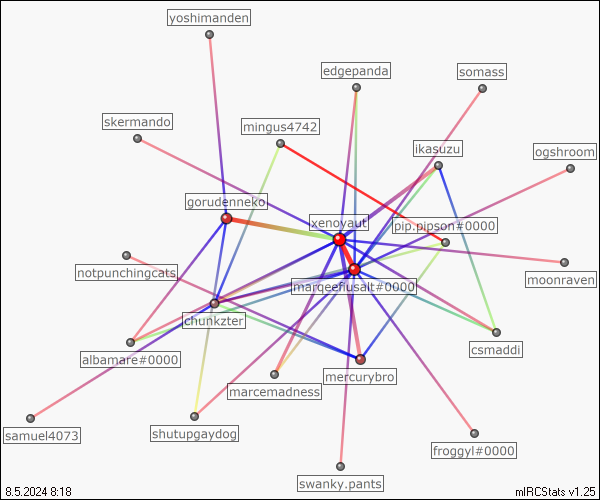 yoshimanden
edgepanda
somass
skermando
mingus4742
ikasuzu
ogshroom
gorudenneko
xenoyaut
pip.pipson#0000
notpunchingcats
marqeeflusalt#0000
moonraven
chunkzter
albamare#0000
csmaddi
mercurybro
marcemadness
samuel4073
shutupgaydog
froggyl#0000
swanky.pants
8.5.2024 8:18
mIRCStats v1.25